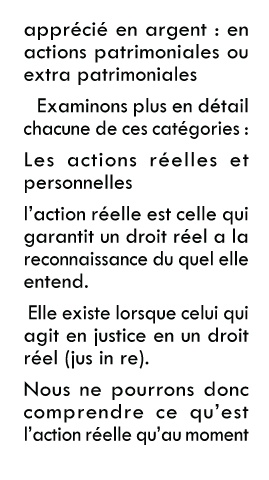 apprécié en argent : en
actions patrimoniales ou
extra patrimoniales
Examinons plus en détail
chacune de ces catégories :
Les actions réelles et
personnelles
l’action réelle est celle qui
garantit un droit réel a la
reconnaissance du quel elle
entend.
Elle existe lorsque celui qui
agit en justice en un droit
réel (jus in re).
Nous ne pourrons donc
comprendre ce qu’est
l’action réelle qu’au moment